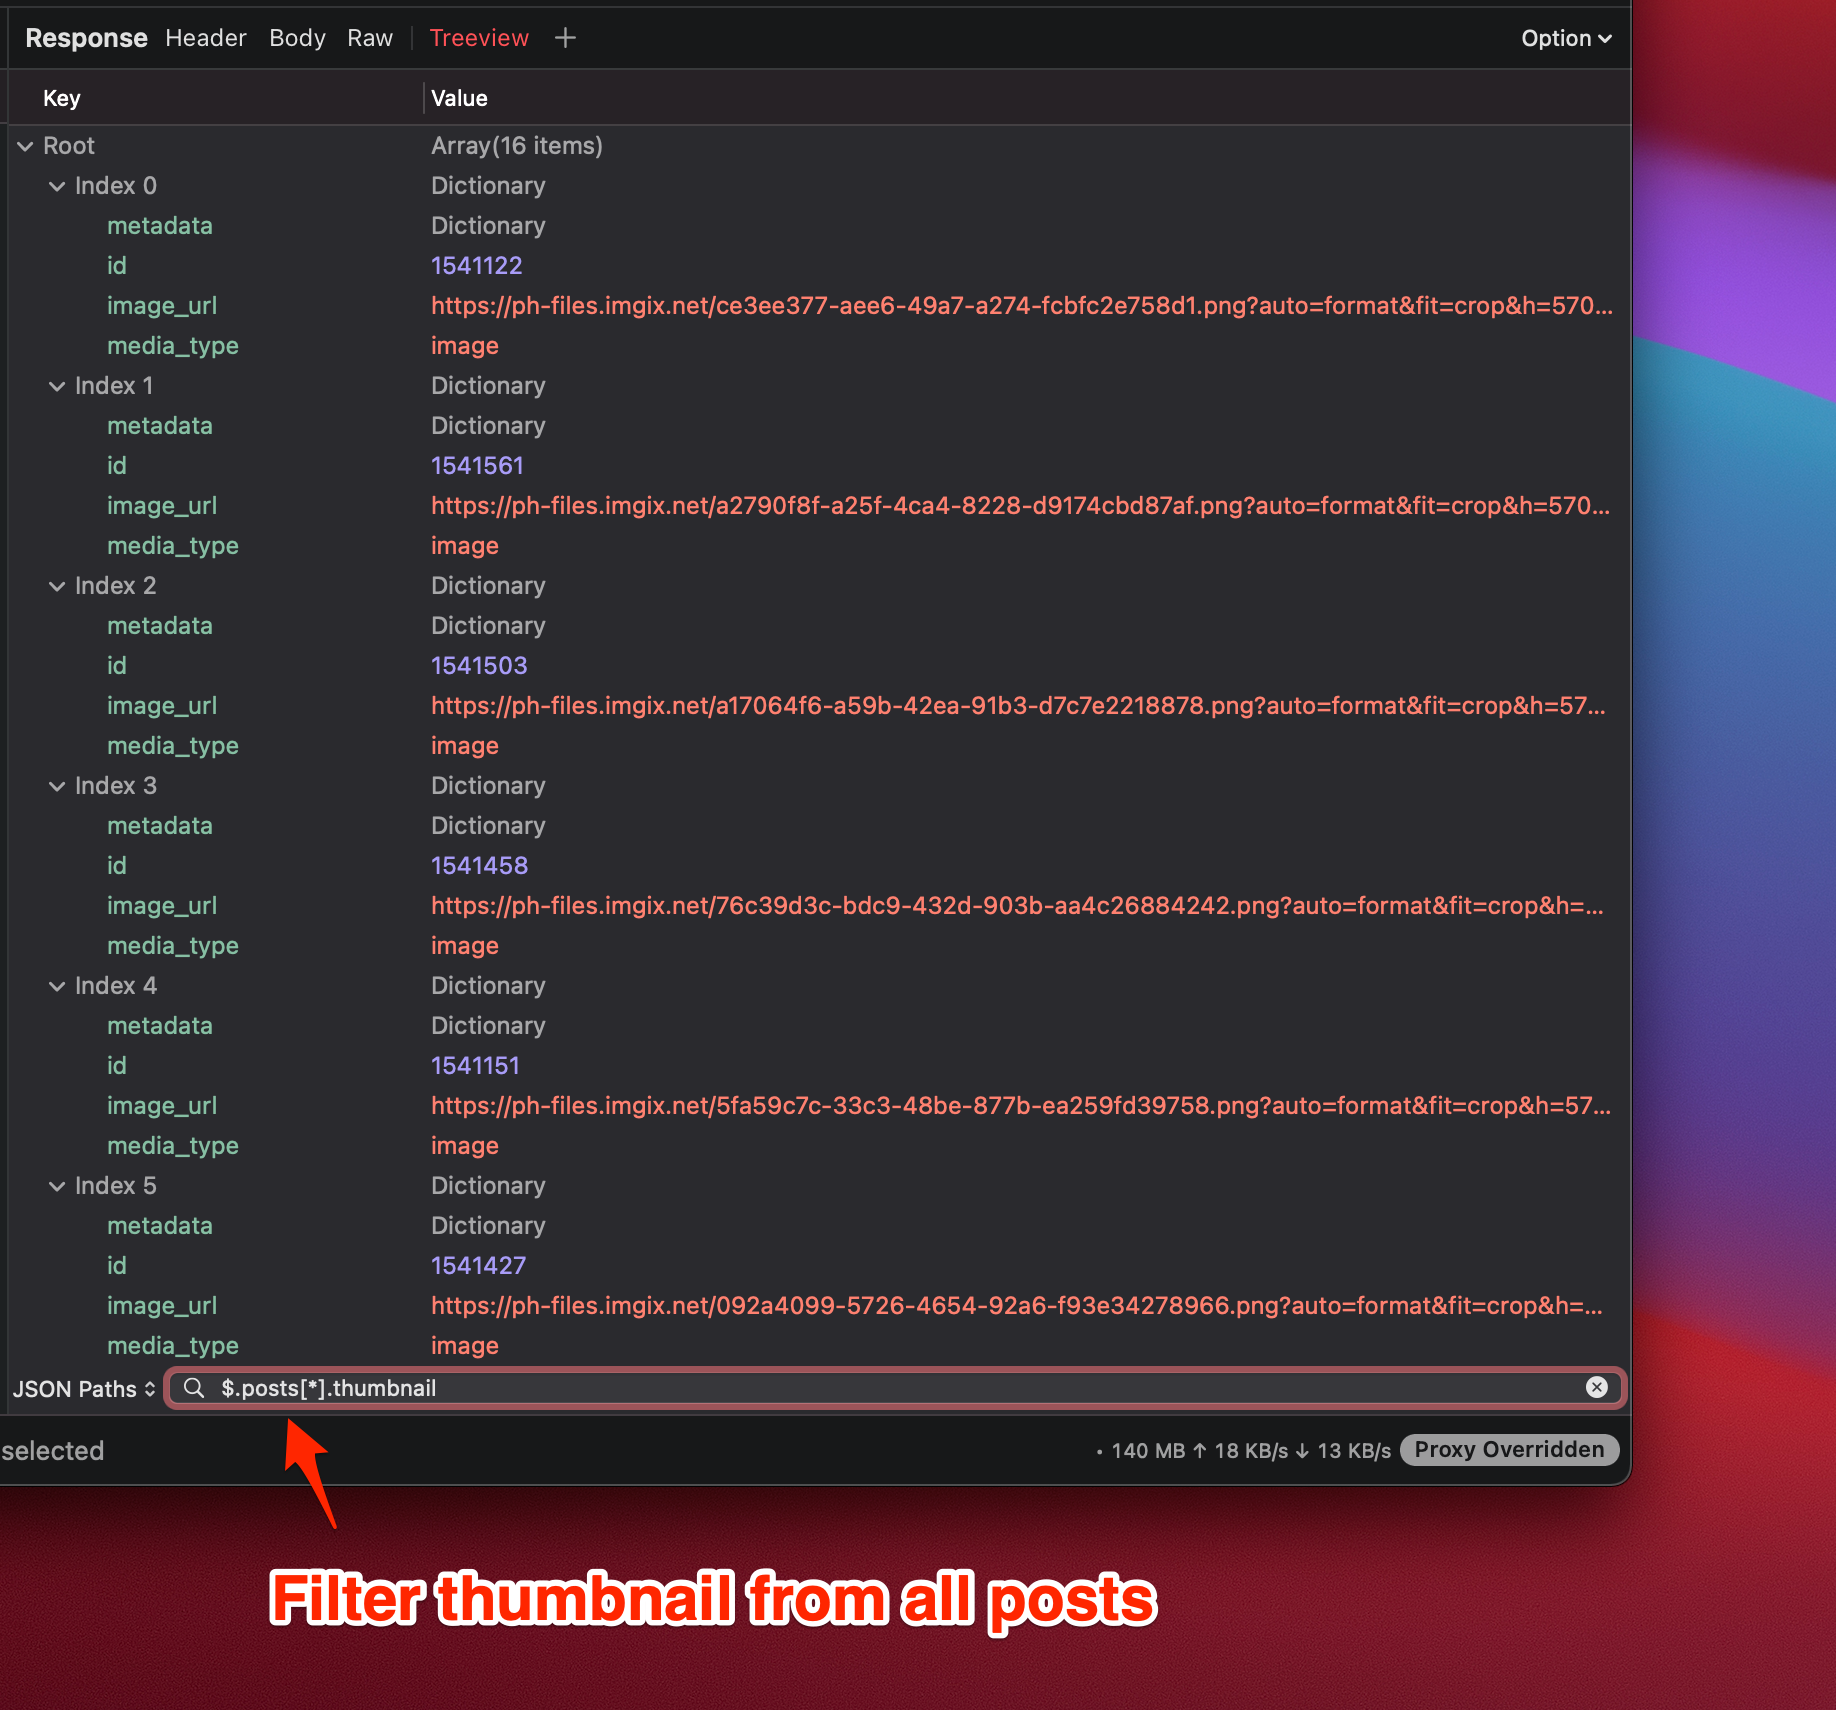 Response Header Body Raw Treeview + Option
Key Value
Root Array(16 items)
Index 0 Dictionary
metadata Dictionary
id 1541122
image_url https://ph-files.imgix.net/ce3ee377-aee6-49a7-a274-fcbfc2e758d1.png?auto=format&fit=crop&h=570...
media_type image
Index 1 Dictionary
metadata Dictionary
id 1541561
image_url https://ph-files.imgix.net/a2790f8f-a25f-4ca4-8228-d9174cbd87af.png?auto=format&fit=crop&h=570...
media_type image
Index 2 Dictionary
metadata Dictionary
id 1541503
image_url https://ph-files.imgix.net/a17064f6-a59b-42ea-91b3-d7c7e2218878.png?auto=format&fit=crop&h=57...
media_type image
Index 3 Dictionary
metadata Dictionary
id 1541458
image_url https://ph-files.imgix.net/76c39d3c-bdc9-432d-903b-aa4c26884242.png?auto=format&fit=crop&h=...
media_type image
Index 4 Dictionary
metadata Dictionary
id 1541151
image_url https://ph-files.imgix.net/5fa59c7c-33c3-48be-877b-ea259fd39758.png?auto=format&fit=crop&h=57...
media_type image
Index 5 Dictionary
metadata Dictionary
id 1541427
image_url https://ph-files.imgix.net/092a4099-5726-4654-92a6-f93e34278966.png?auto=format&fit=crop&h=...
media_type image
JSON Paths $.posts[*].thumbnail
selected • 140 MB ↑ 18 KB/s ↓ 13 KB/s Proxy Overridden
Filter thumbnail from all posts